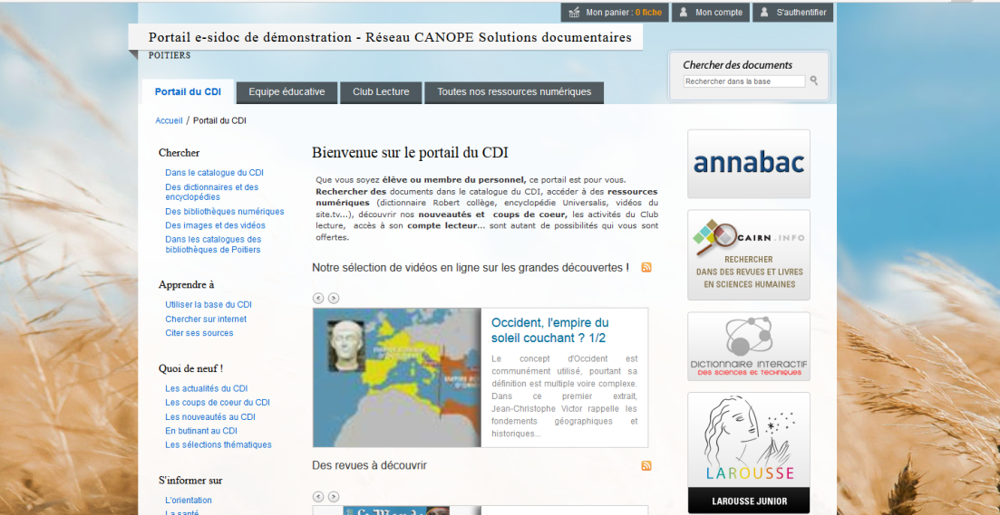 Mon panier : 0 fiche
Mon compte
S'authentifier
Portail e-sidoc de démonstration - Réseau CANOPE Solutions documentaires
POITIERS
Chercher des documents
Rechercher dans la base
Portail du CDI
Equipe éducative
Club Lecture
Toutes nos ressources numériques
Accueil / Portail du CDI
Chercher
Dans le catalogue du CDI
Des dictionnaires et des
encyclopédies
Des bibliothèques numériques
Des images et des vidéos
Dans les catalogues des
bibliothèques de Poitiers
Apprendre à
Utiliser la base du CDI
Chercher sur internet
Citer ses sources
Quoi de neuf !
Les actualités du CDI
Les coups de coeur du CDI
Les nouveautés au CDI
En butinant au CDI
Les sélections thématiques
S'informer sur
L'orientation
La santé
Bienvenue sur le portail du CDI
Que vous soyez élève ou membre du personnel, ce portail est pour vous.
Rechercher des documents dans le catalogue du CDI, accéder à des ressources
numériques (dictionnaire Robert collège, encyclopédie Universalis, vidéos du
site.tv...), découvrir nos nouveautés et coups de coeur, les activités du Club
lecture, accès à son compte lecteur... sont autant de possibilités qui vous sont
offertes.
Notre sélection de vidéos en ligne sur les grandes découvertes !
Occident, l'empire du
soleil couchant ? 1/2
Le concept d'Occident est
communément utilisé, pourtant sa
définition est multiple voire complexe.
Dans ce premier extrait,
Jean-Christophe Victor rappelle les
fondements géographiques et
historiques...
Des revues à découvrir
Le Monde
annabac
CAIRN.INFO
RECHERCHER
DANS DES REVUES ET LIVRES
EN SCIENCES HUMAINES
DICTIONNAIRE INTERACTIF
DES SCIENCES ET TECHNIQUES
LAROUSSE
LAROUSSE JUNIOR